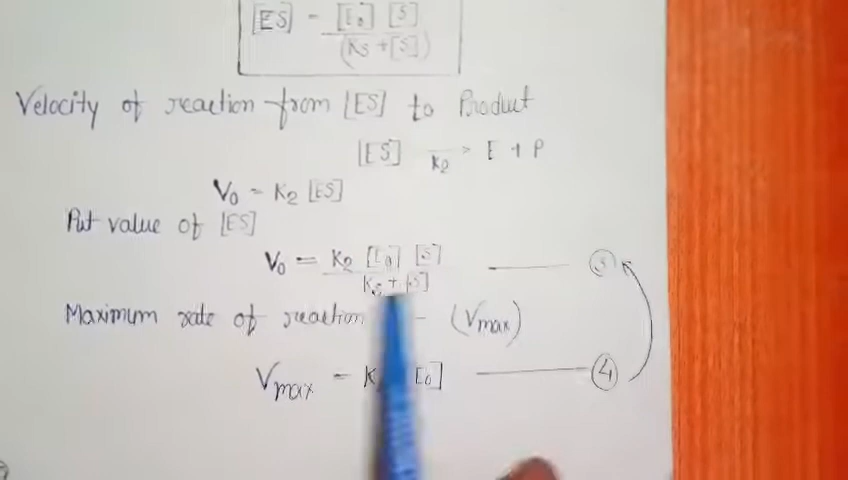 [ES] = [E₀] [S]
(Ks + [S])
Velocity of reaction from [ES] to Product
[ES] K₂ > E + P
V₀ = K₂ [ES]
Put value of [ES]
V₀ = K₂ [E₀] [S] — ③
Ks + [S]
Maximum rate of reaction - (Vmax)
Vmax = K [E₀] — ④